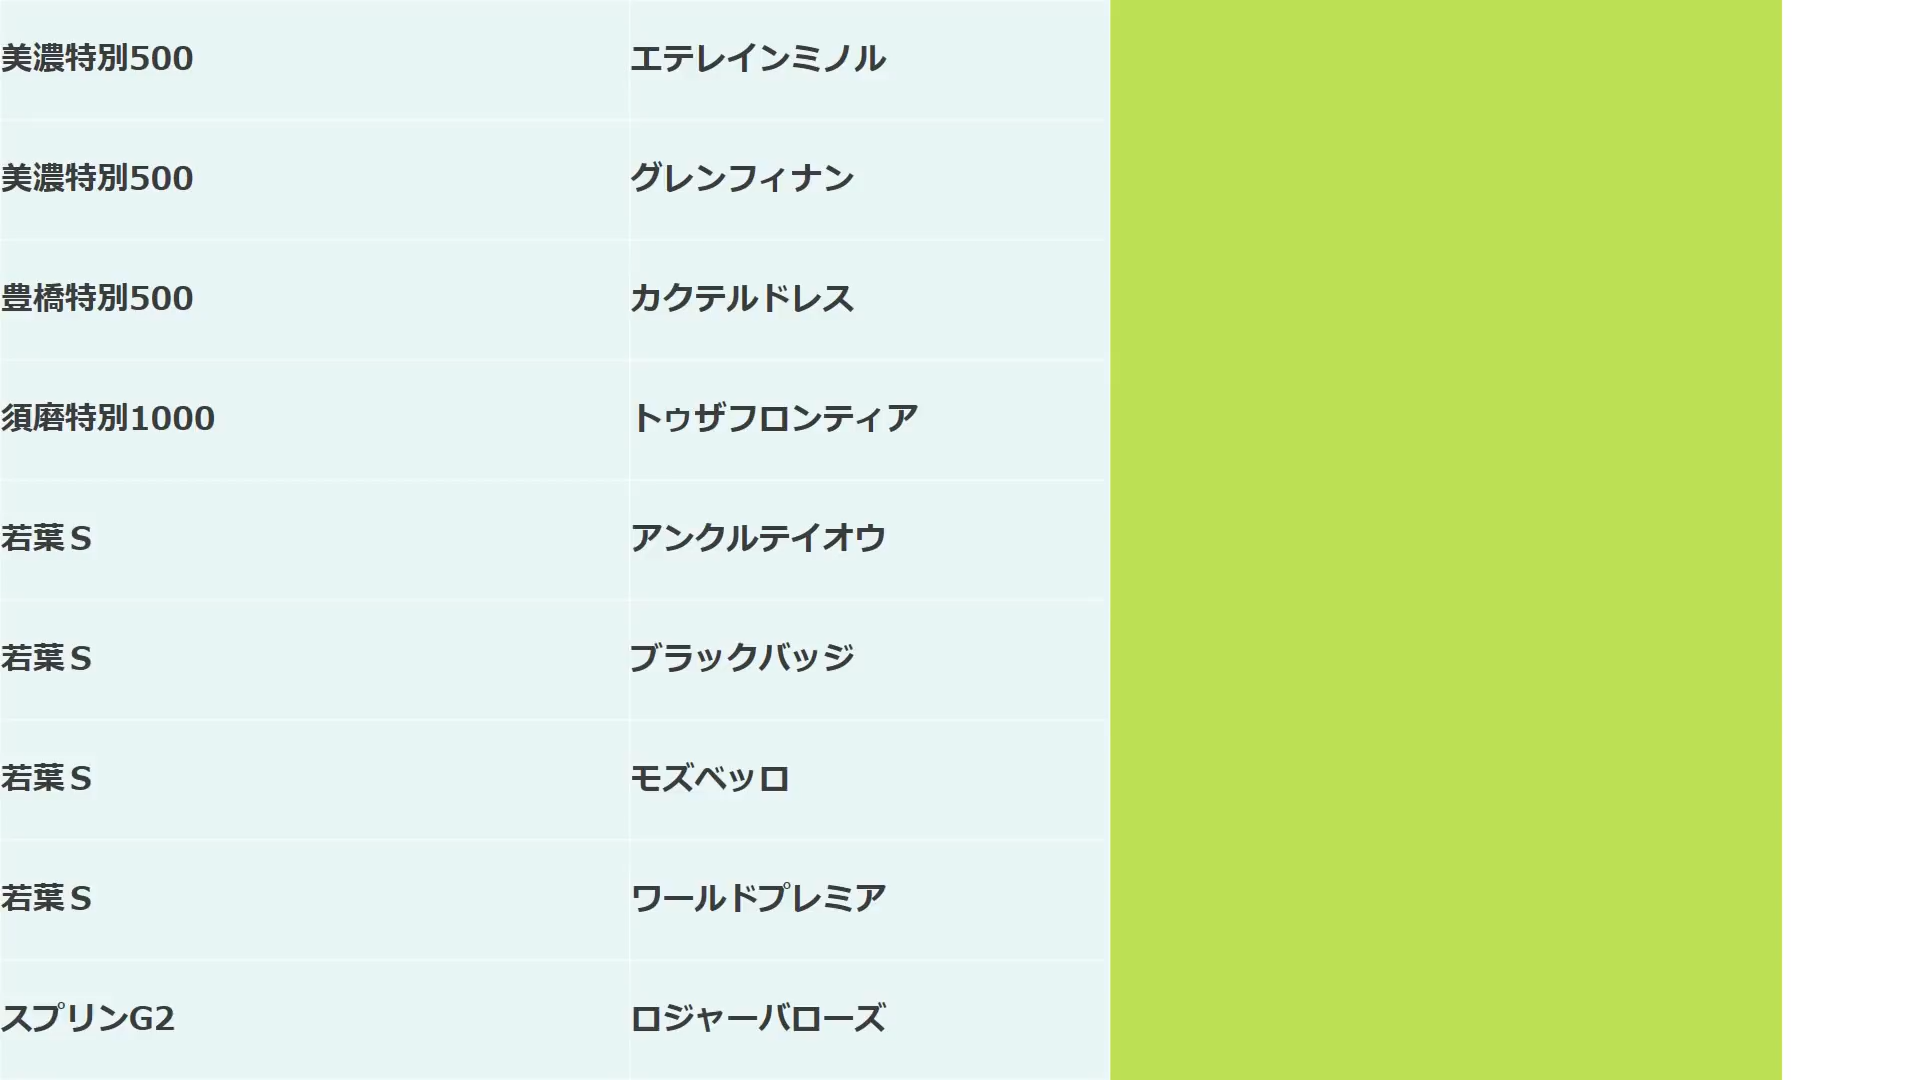 美濃特別500 エテレインミノル
美濃特別500 グレンフィナン
豊橋特別500 カクテルドレス
須磨特別1000 トゥザフロンティア
若葉Ｓ アンクルテイオウ
若葉Ｓ ブラックバッジ
若葉Ｓ モズベッロ
若葉Ｓ ワールドプレミア
スプリンG2 ロジャーバローズ